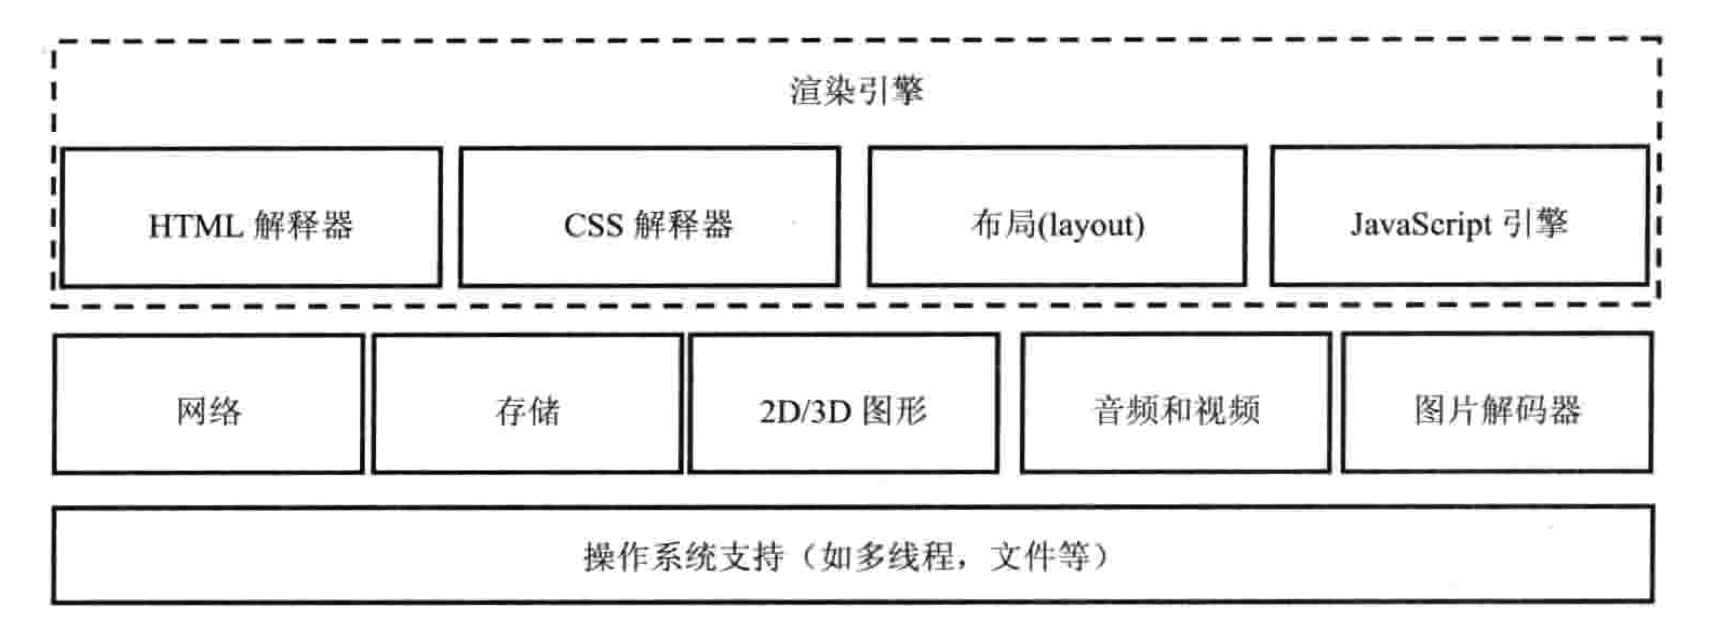 渲染引擎
HTML 解释器
CSS 解释器
布局(layout)
JavaScript 引擎
网络
存储
2D/3D 图形
音频和视频
图片解码器
操作系统支持（如多线程，文件等）